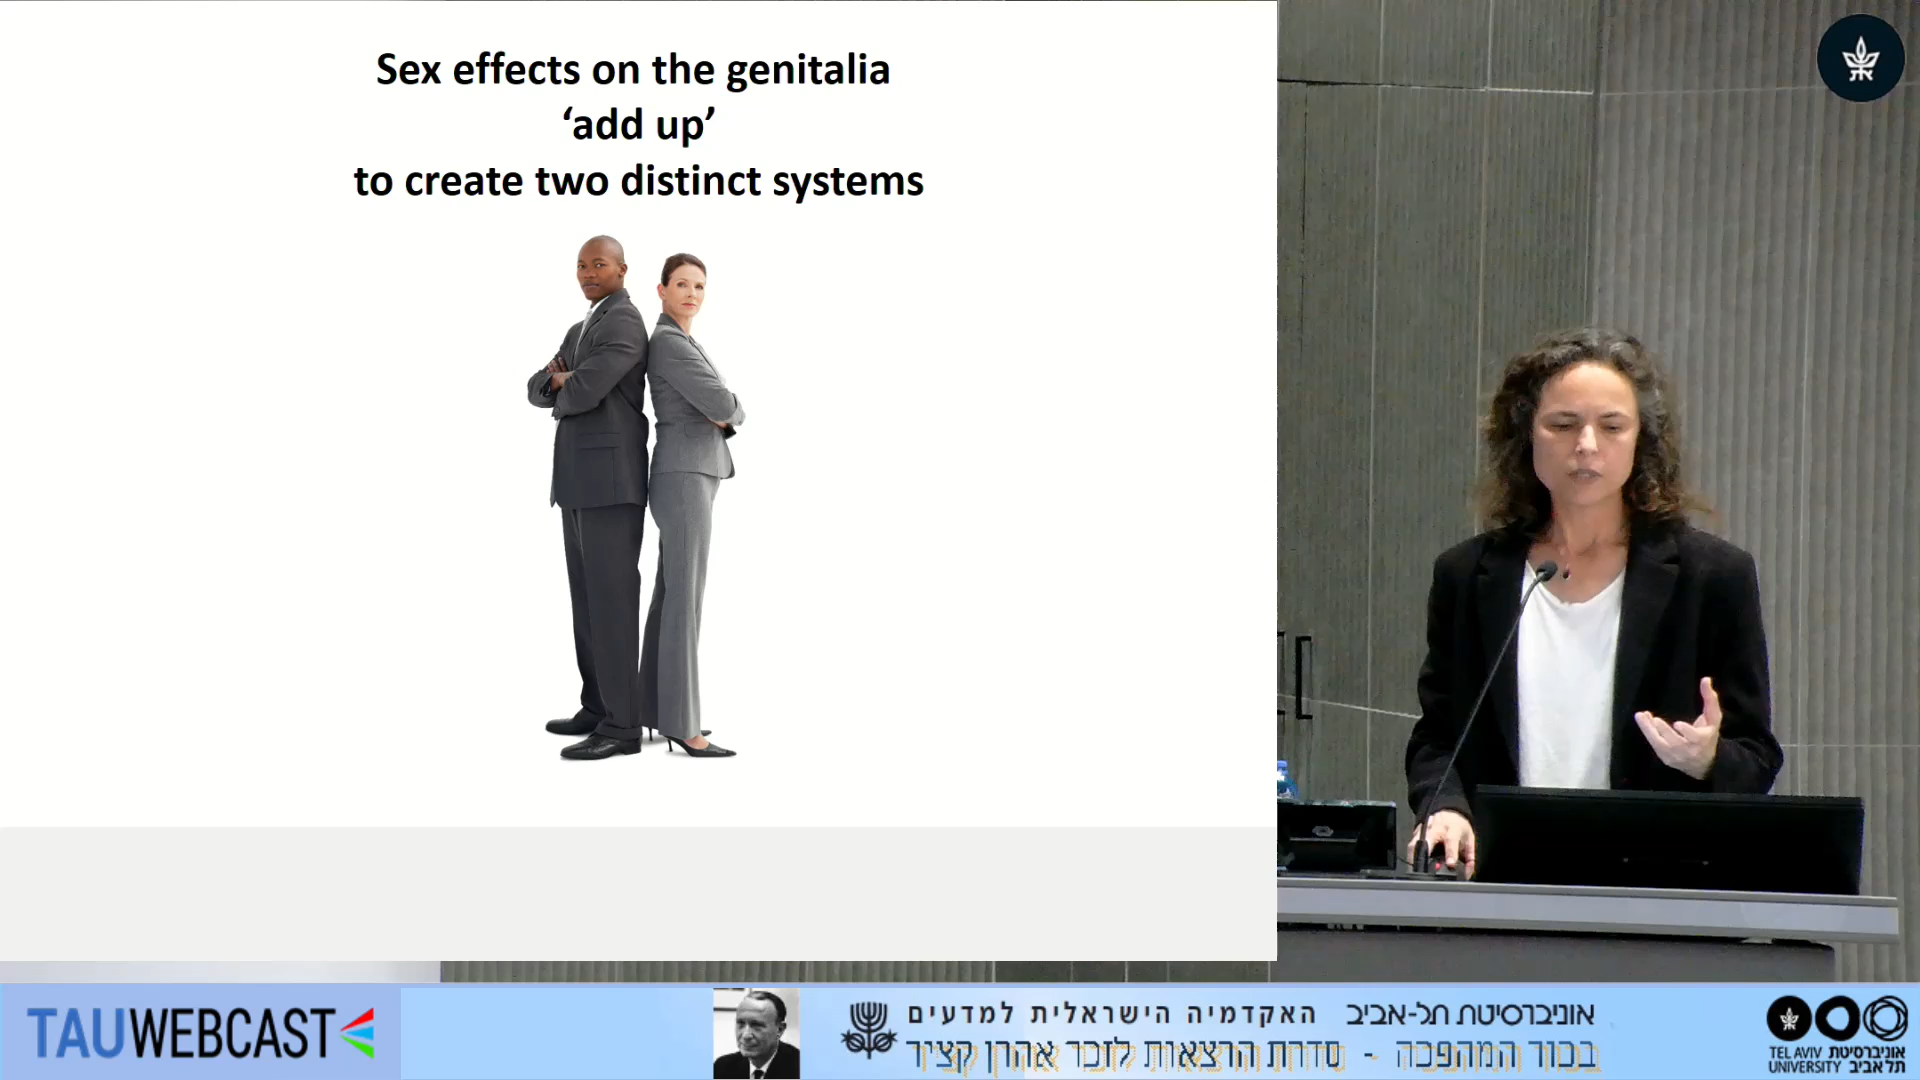 Sex effects on the genitalia
‘add up’
to create two distinct systems
TAUWEBCAST
אוניברסיטת תל-אביב האקדמיה הישראלית למדעים
בכור המהפכה - סדרת הרצאות לזכר אהרן קציר
TEL AVIV אוניברסיטת
UNIVERSITY תל אביב